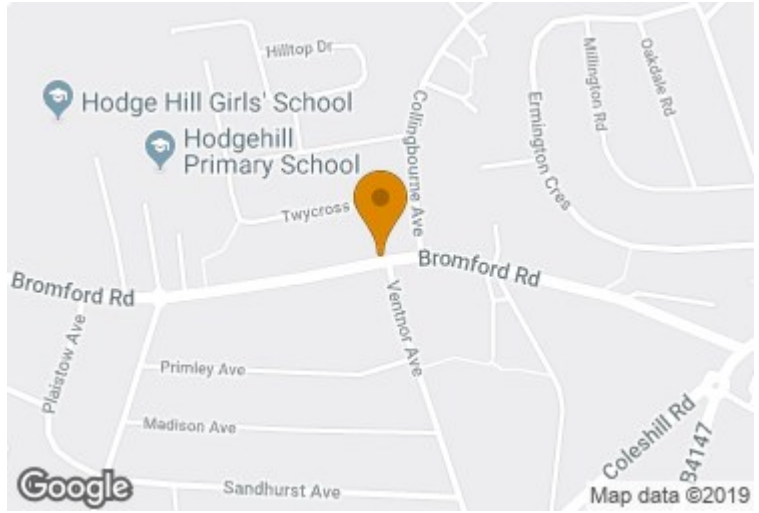 Hilltop Dr
Millington Rd
Oakdale Rd
Hodge Hill Girls' School
Collingbourne Ave
Ermington Cres
Hodgehill
Primary School
Twycross
Bromford Rd
Bromford Rd
Ventnor Ave
Plaistow Ave
Primley Ave
Madison Ave
Coleshill Rd
B4147
Sandhurst Ave
Google
Map data ©2019